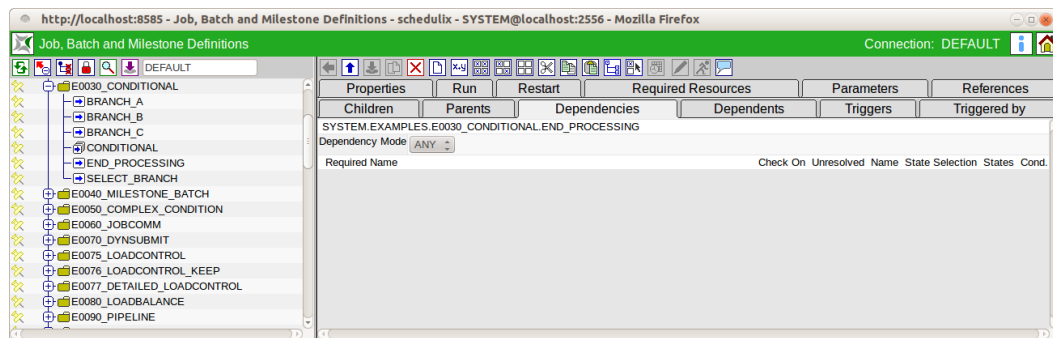 http://localhost:8585 - Job, Batch and Milestone Definitions - schedulix - SYSTEM@localhost:2556 - Mozilla Firefox
Job, Batch and Milestone Definitions
Connection: DEFAULT
DEFAULT
E0030_CONDITIONAL
BRANCH_A
BRANCH_B
BRANCH_C
CONDITIONAL
END_PROCESSING
SELECT_BRANCH
E0040_MILESTONE_BATCH
E0050_COMPLEX_CONDITION
E0060_JOBCOMM
E0070_DYNSUBMIT
E0075_LOADCONTROL
E0076_LOADCONTROL_KEEP
E0077_DETAILED_LOADCONTROL
E0080_LOADBALANCE
E0090_PIPELINE
x,y
Properties Run Restart Required Resources Parameters References
Children Parents Dependencies Dependents Triggers Triggered by
SYSTEM.EXAMPLES.E0030_CONDITIONAL.END_PROCESSING
Dependency Mode ANY
Required Name Check On Unresolved Name State Selection States Cond.